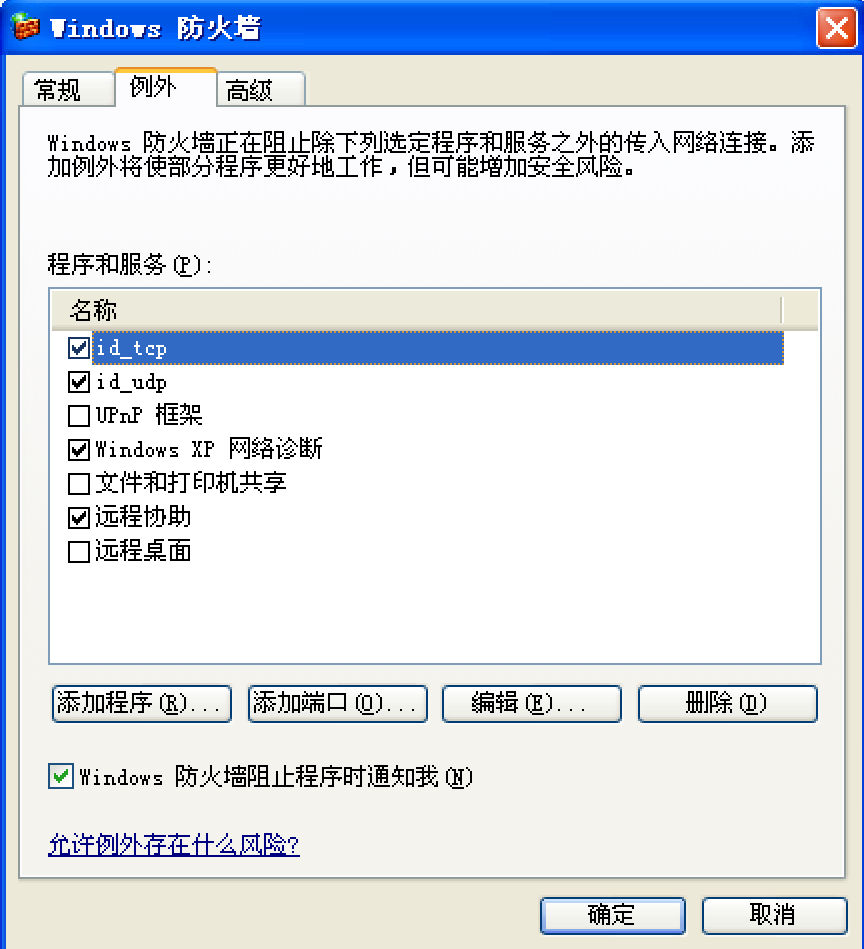 Windows 防火墙
常规 例外 高级
Windows 防火墙正在阻止除下列选定程序和服务之外的传入网络连接。添
加例外将使部分程序更好地工作，但可能增加安全风险。
程序和服务(P):
名称
id_tcp
id_udp
UPnP 框架
Windows XP 网络诊断
文件和打印机共享
远程协助
远程桌面
添加程序(R)... 添加端口(O)... 编辑(E)... 删除(D)
Windows 防火墙阻止程序时通知我(N)
允许例外存在什么风险?
确定 取消